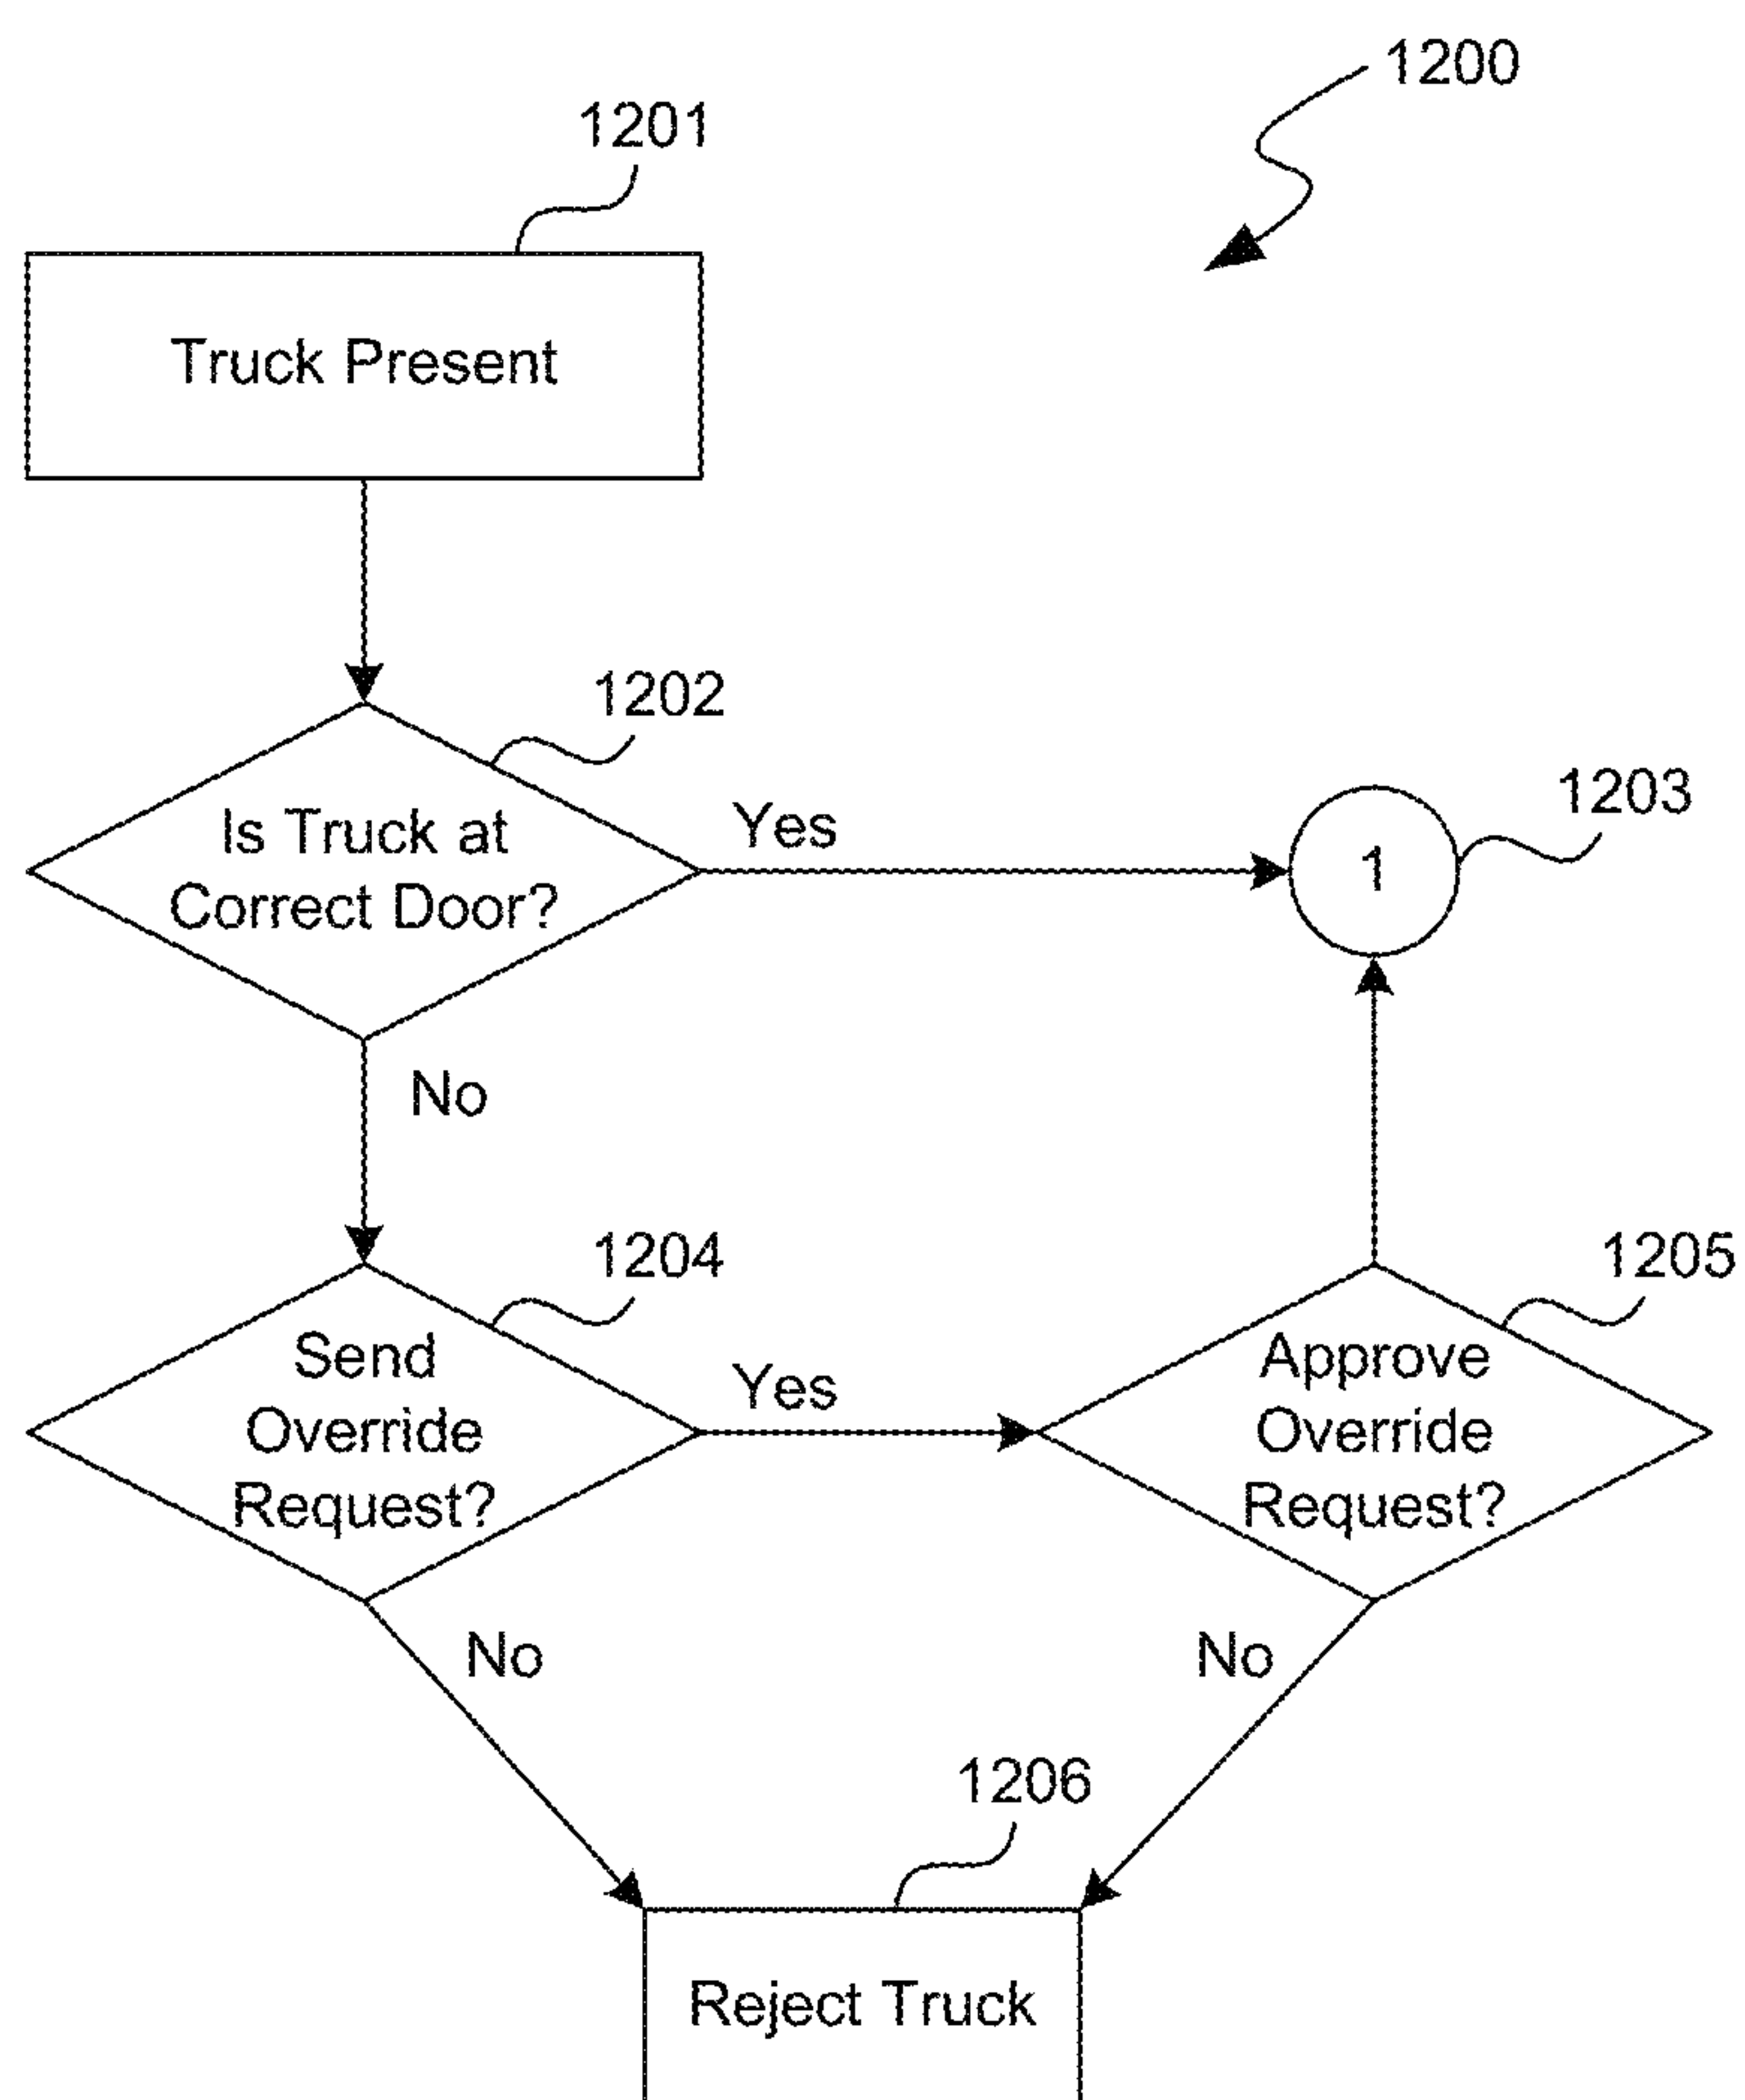 1200
1201
Truck Present
1202
Is Truck at
Correct Door?
Yes
1203
1
No
1204
Send
Override
Request?
Yes
1205
Approve
Override
Request?
No
No
1206
Reject Truck